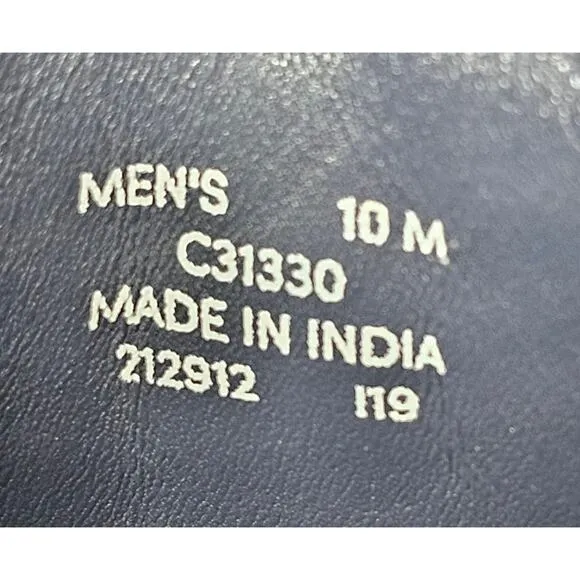 MEN'S 10 M
C31330
MADE IN INDIA
212912 I19